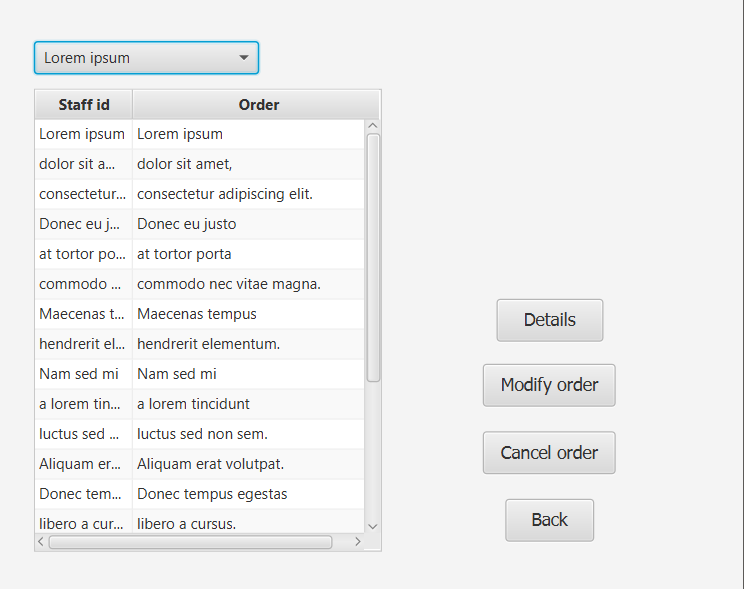 Lorem ipsum
Staff id Order
Lorem ipsum Lorem ipsum
dolor sit a... dolor sit amet,
consectetur... consectetur adipiscing elit.
Donec eu j... Donec eu justo
at tortor po... at tortor porta
commodo ... commodo nec vitae magna.
Maecenas t... Maecenas tempus
hendrerit el... hendrerit elementum.
Nam sed mi Nam sed mi
a lorem tin... a lorem tincidunt
luctus sed ... luctus sed non sem.
Aliquam er... Aliquam erat volutpat.
Donec tem... Donec tempus egestas
libero a cur... libero a cursus.
Details
Modify order
Cancel order
Back